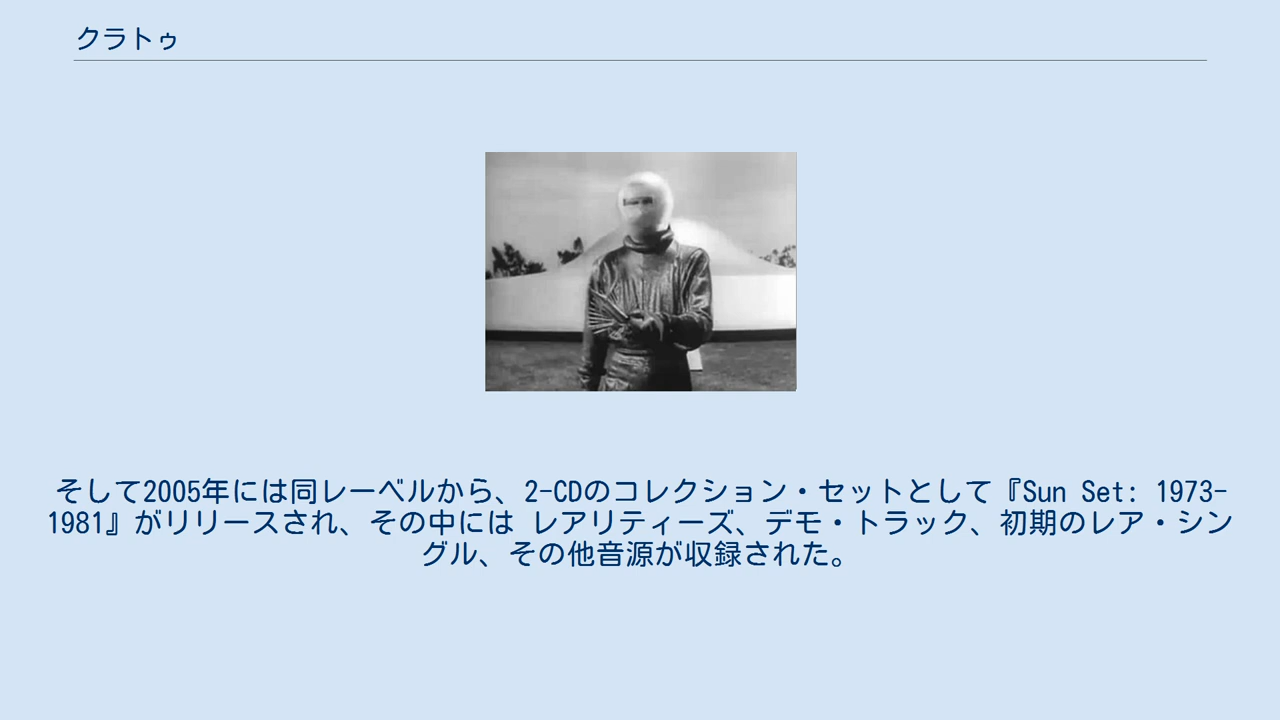 クラトゥ
そして2005年には同レーベルから、2-CDのコレクション・セットとして『Sun Set: 1973-
1981』がリリースされ、その中には レアリティーズ、デモ・トラック、初期のレア・シン
グル、その他音源が収録された。